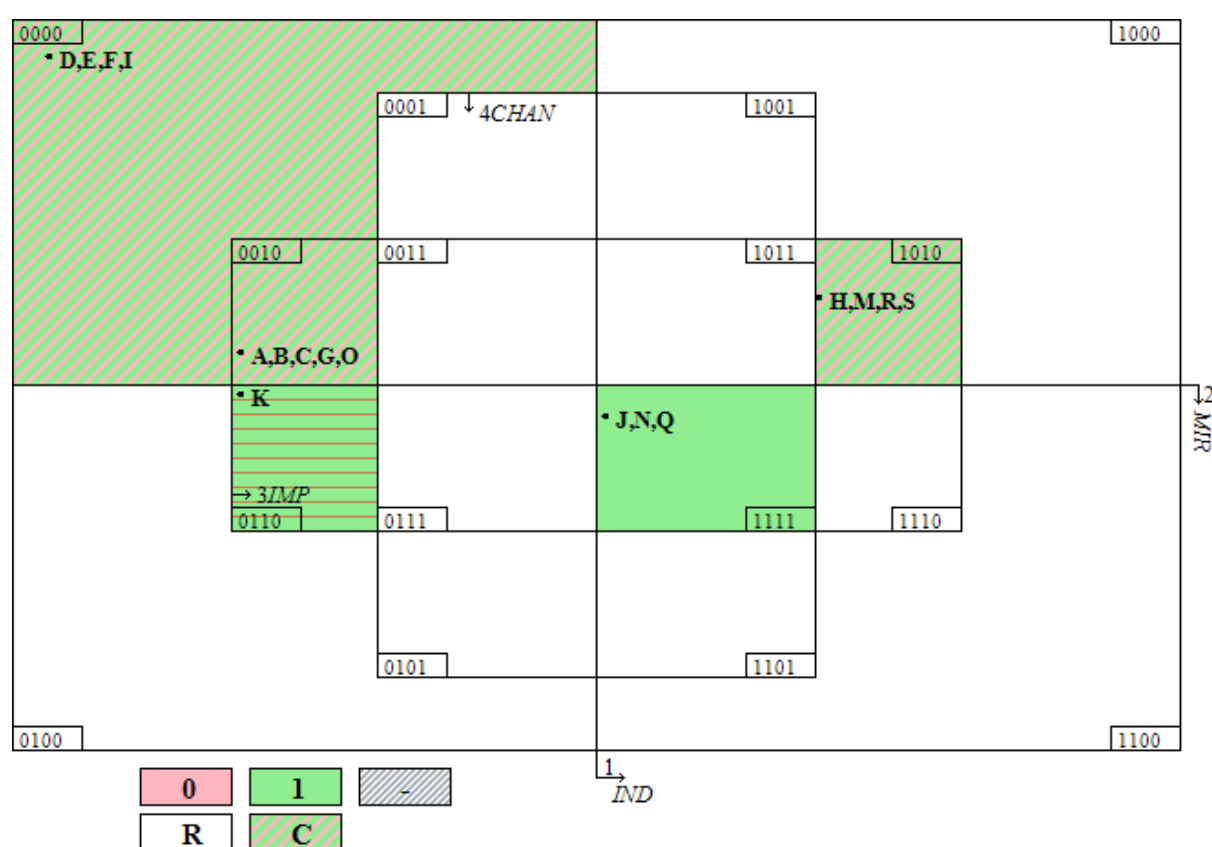 0000 1000
D,E,F,I
0001 4CHAN 1001
0010 0011 1011 1010
H,M,R,S
A,B,C,G,O
K 2
J,N,Q MIR
3IMP
0110 0111 1111 1110
0101 1101
0100 1100
1
0 1 - IND
R C